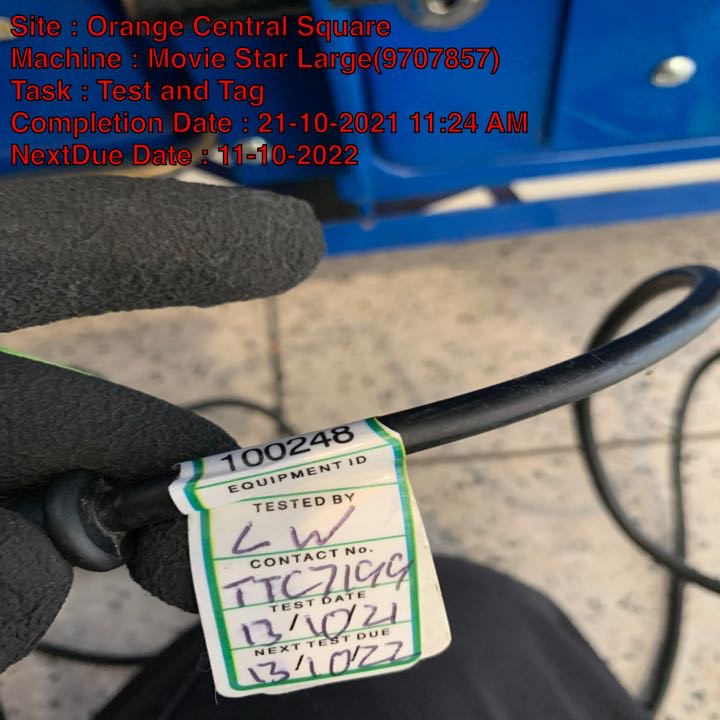 Site : Orange Central Square
Machine : Movie Star Large(9707857)
Task : Test and Tag
Completion Date : 21-10-2021 11:24 AM
NextDue Date : 11-10-2022
100248
EQUIPMENT ID
TESTED BY
LW
CONTACT No.
TTC7199
TEST DATE
13/10/21
NEXT TEST DUE
13/10/22